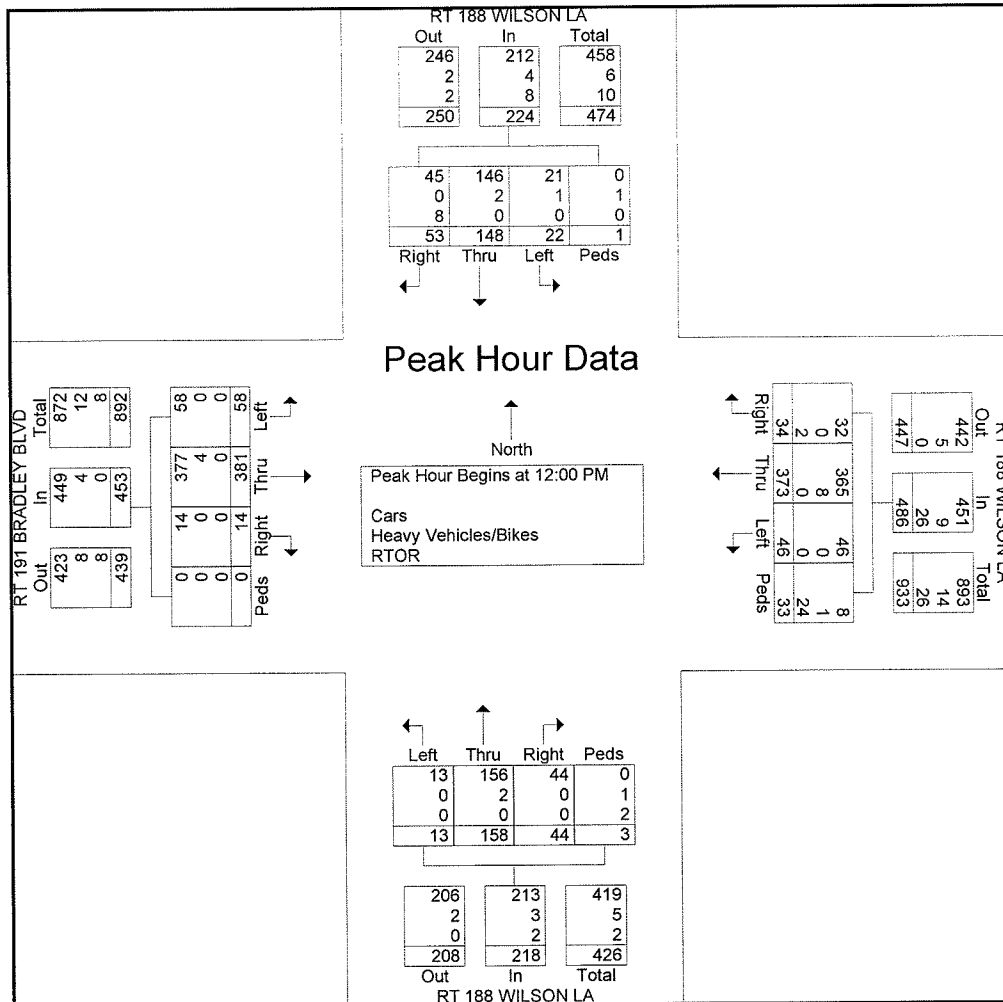 RT 188 WILSON LA
Out In Total
246 212 458
2 4 6
2 8 10
250 224 474
45 146 21 0
0 2 1 1
8 0 0 0
53 148 22 1
Right Thru Left Peds
Peak Hour Data
North
Peak Hour Begins at 12:00 PM
Cars
Heavy Vehicles/Bikes
RTOR
RT 191 BRADLEY BLVD
Out In Total
423 449 872
8 4 12
8 0 8
439 453 892
Left Thru Right Peds
58 377 14 0
0 4 0 0
0 0 0 0
58 381 14 0
Right Thru Left Peds
32 365 46 8
0 8 0 1
2 0 0 24
34 373 46 33
RT 188 WILSON LA
Out In Total
442 451 893
5 9 14
0 26 26
447 486 933
Left Thru Right Peds
13 156 44 0
0 2 0 1
0 0 0 2
13 158 44 3
206 213 419
2 3 5
0 2 2
208 218 426
Out In Total
RT 188 WILSON LA